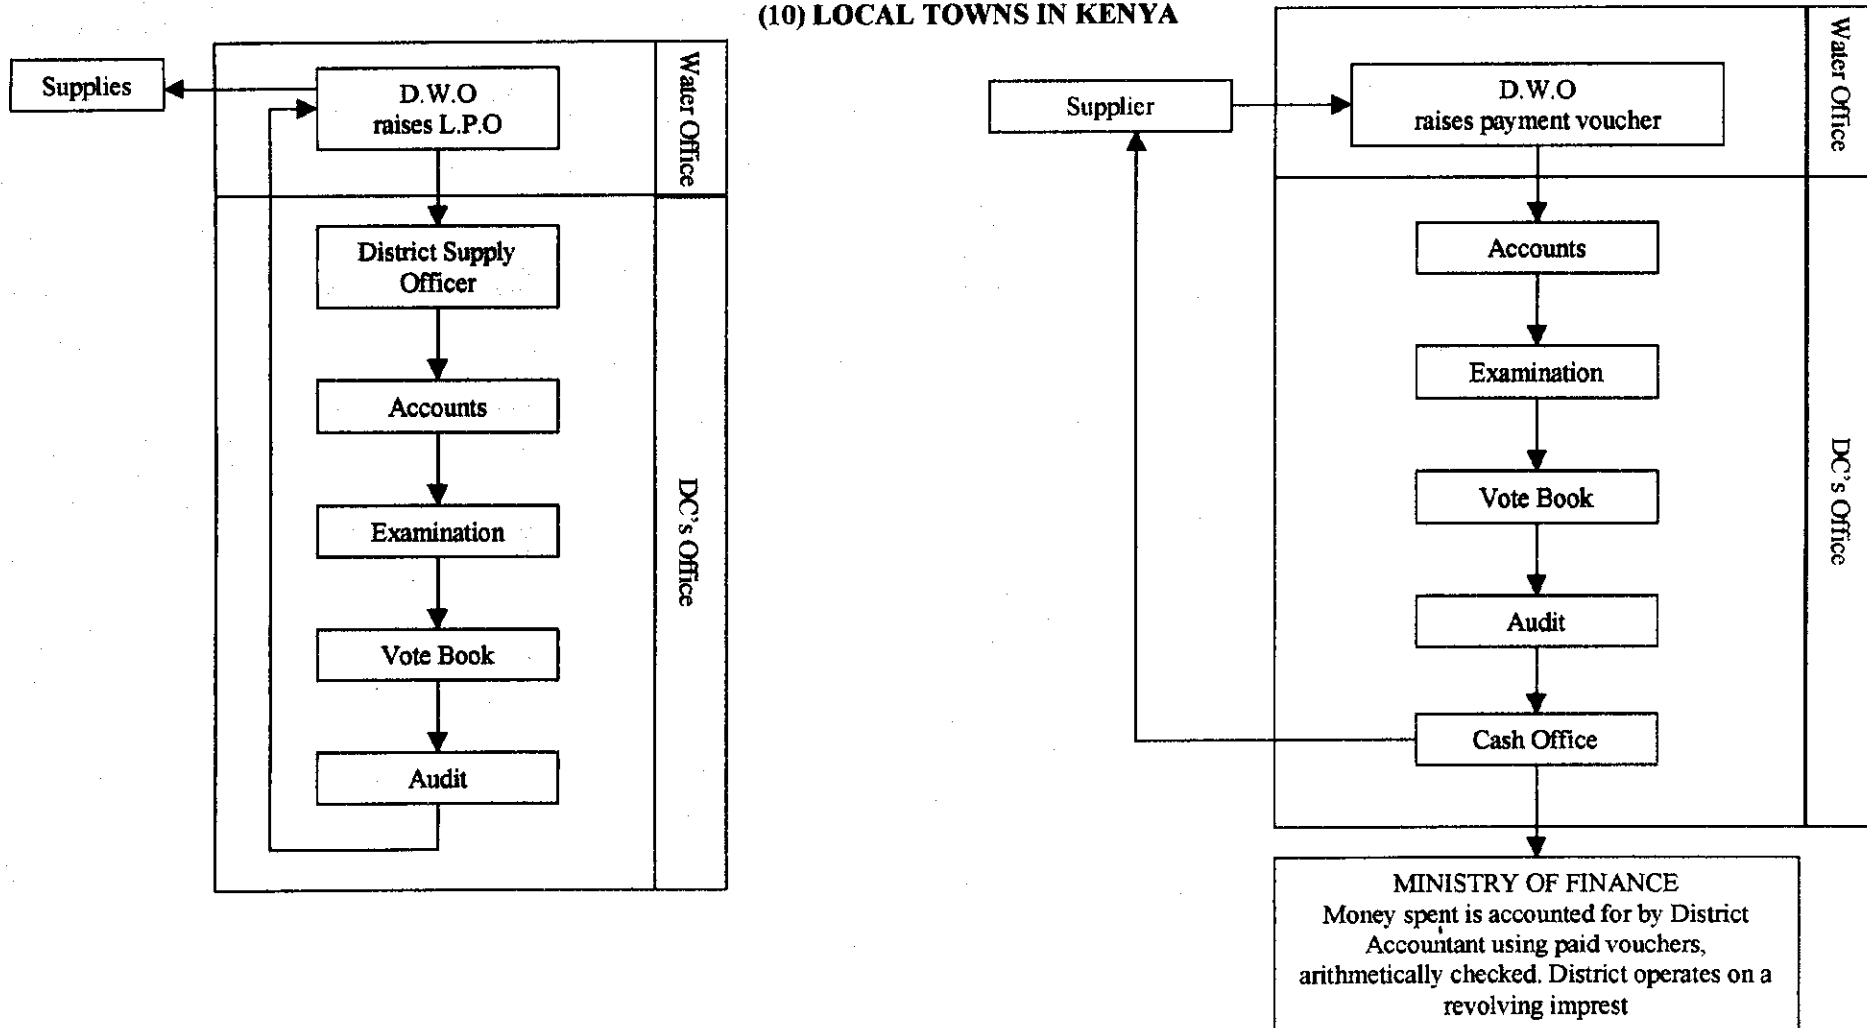 (10) LOCAL TOWNS IN KENYA
Supplies
D.W.O
raises L.P.O
Water Office
District Supply
Officer
Accounts
Examination
Vote Book
Audit
DC's Office
Supplier
D.W.O
raises payment voucher
Water Office
Accounts
Examination
Vote Book
Audit
Cash Office
DC's Office
MINISTRY OF FINANCE
Money spent is accounted for by District
Accountant using paid vouchers,
arithmetically checked. District operates on a
revolving imprest